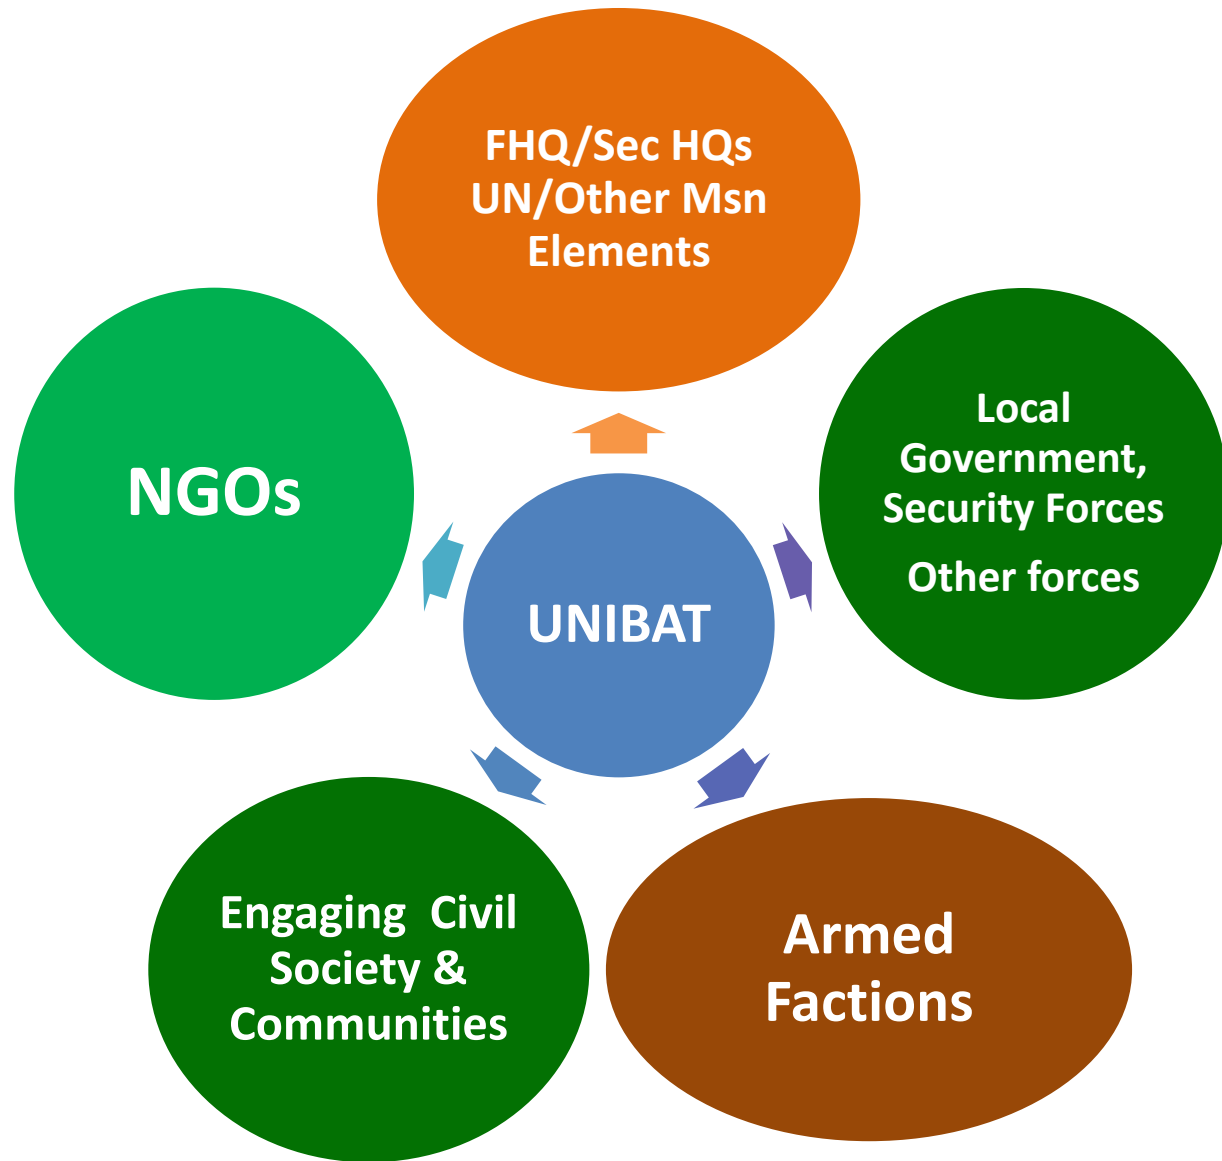 FHQ/Sec HQs
UN/Other Msn
Elements
Local
Government,
Security Forces
Other forces
NGOs
UNIBAT
Engaging  Civil
Society &
Communities
Armed
Factions